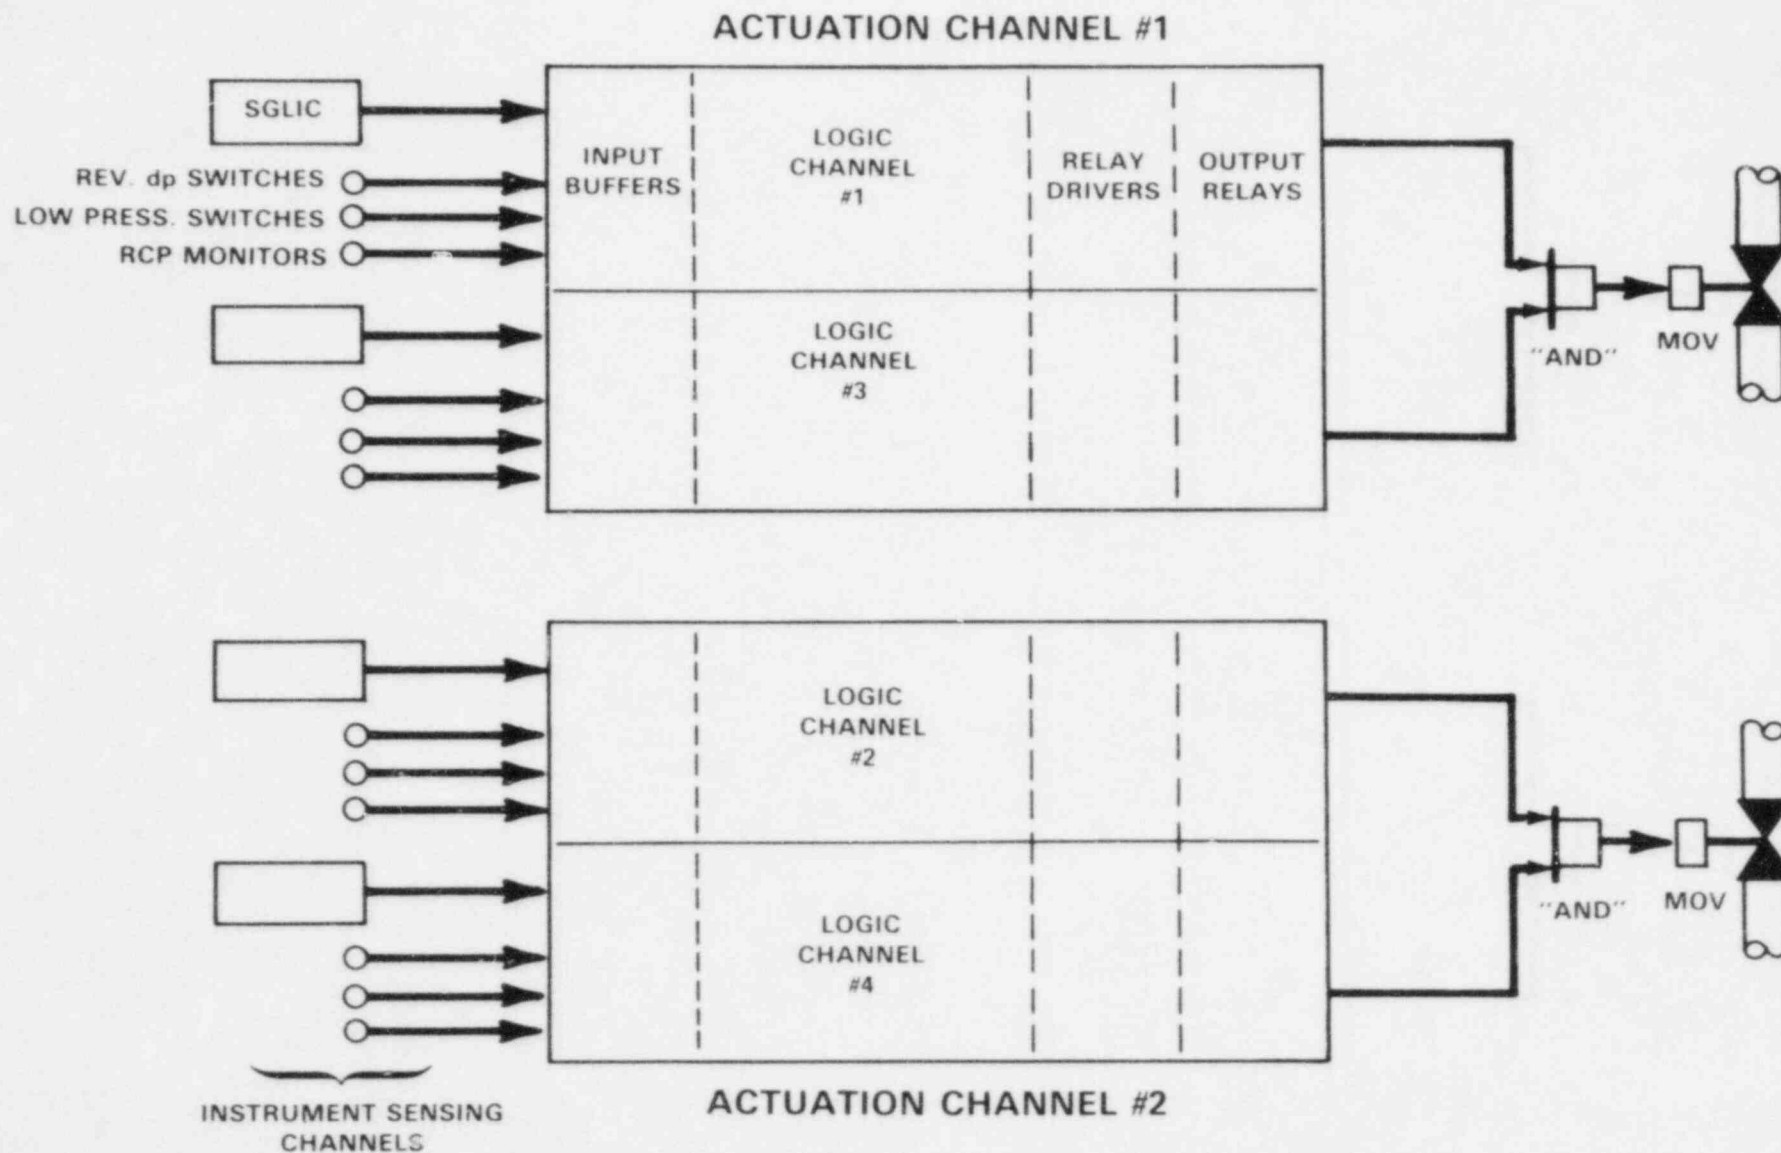 ACTUATION CHANNEL #1
SGLIC
REV. dp SWITCHES
LOW PRESS. SWITCHES
RCP MONITORS
INPUT
BUFFERS
LOGIC
CHANNEL
#1
RELAY
DRIVERS
OUTPUT
RELAYS
LOGIC
CHANNEL
#3
"AND"
MOV
LOGIC
CHANNEL
#2
LOGIC
CHANNEL
#4
"AND"
MOV
INSTRUMENT SENSING
CHANNELS
ACTUATION CHANNEL #2